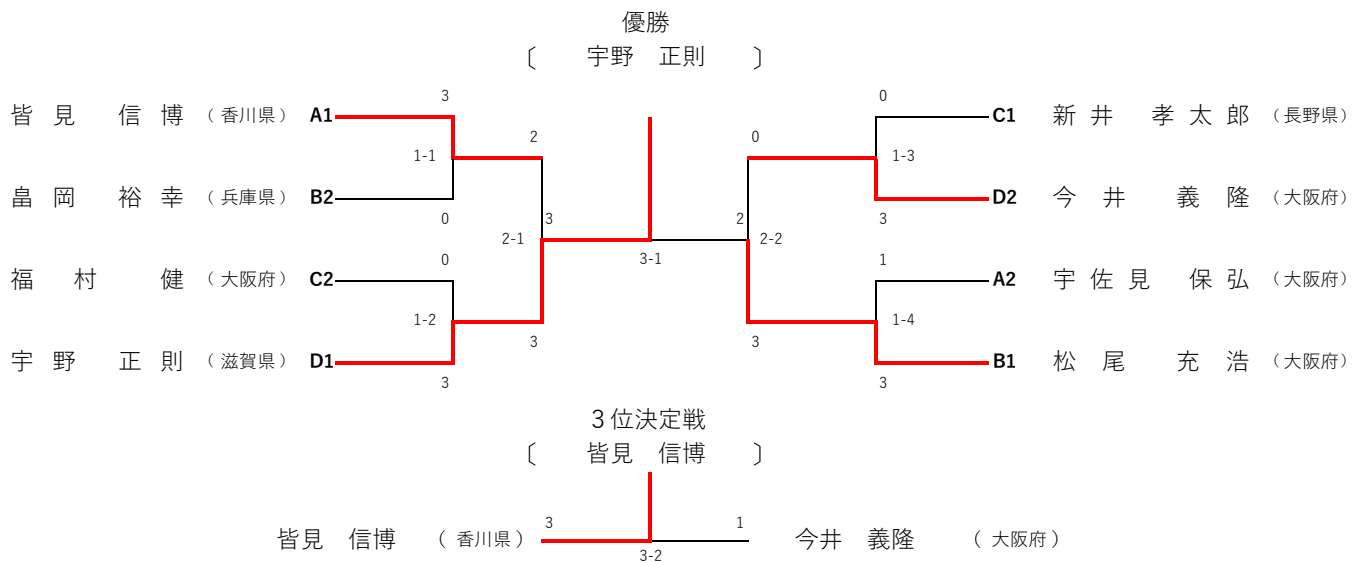 優勝
〔 宇野 正則 〕
3 0
皆見 信博 （香川県） A1 C1 新井 孝太郎 （長野県）
2 0
1-1 1-3
畠岡 裕幸 （兵庫県） B2 D2 今井 義隆 （大阪府）
0 3 2 3
2-1 2-2
3-1
0 1
福村 健 （大阪府） C2 A2 宇佐見 保弘 （大阪府）
1-2 1-4
3 3
宇野 正則 （滋賀県） D1 B1 松尾 充浩 （大阪府）
3 3
３位決定戦
〔 皆見 信博 〕
3 1
皆見 信博 （香川県） 今井 義隆 （大阪府）
3-2